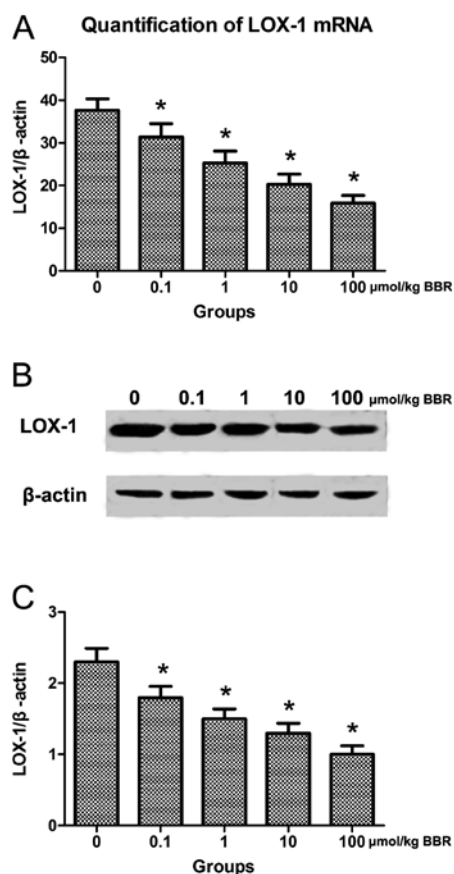 A
Quantification of LOX-1 mRNA
LOX-1/β -actin
50
40
30
20
10
0
*
*
*
*
0 0.1 1 10 100 μmol/kg BBR
Groups
B
0 0.1 1 10 100 μmol/kg BBR
LOX-1
β-actin
C
LOX-1/β -actin
3
2
1
0
*
*
*
*
0 0.1 1 10 100 μmol/kg BBR
Groups